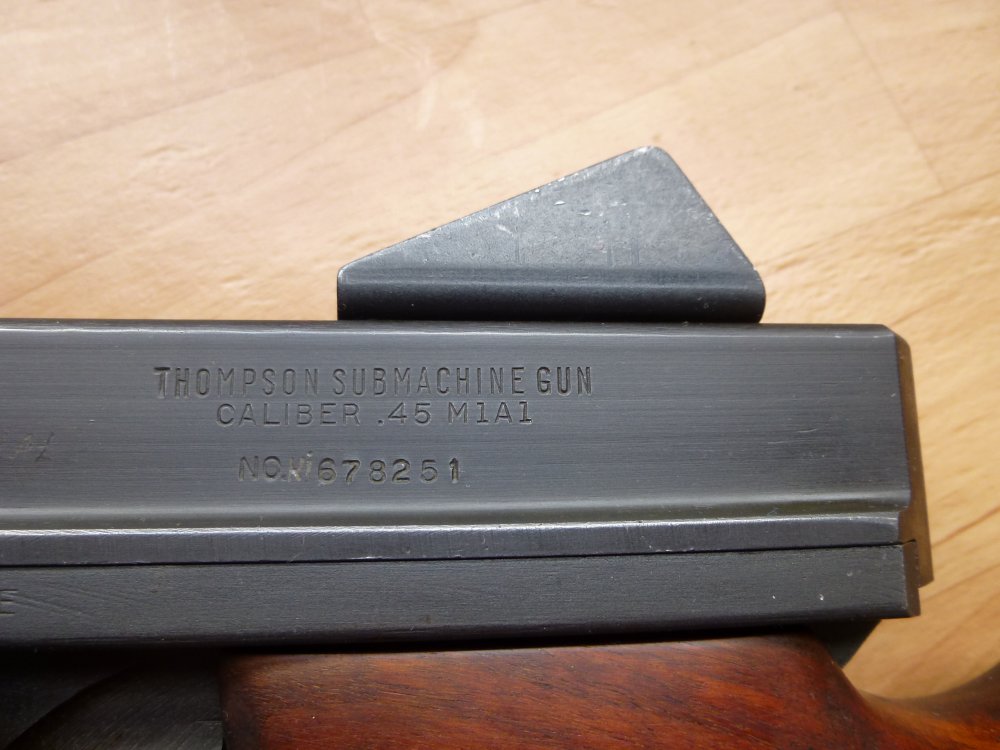 THOMPSON SUBMACHINE GUN
CALIBER .45 M1A1
NO. 678251
E